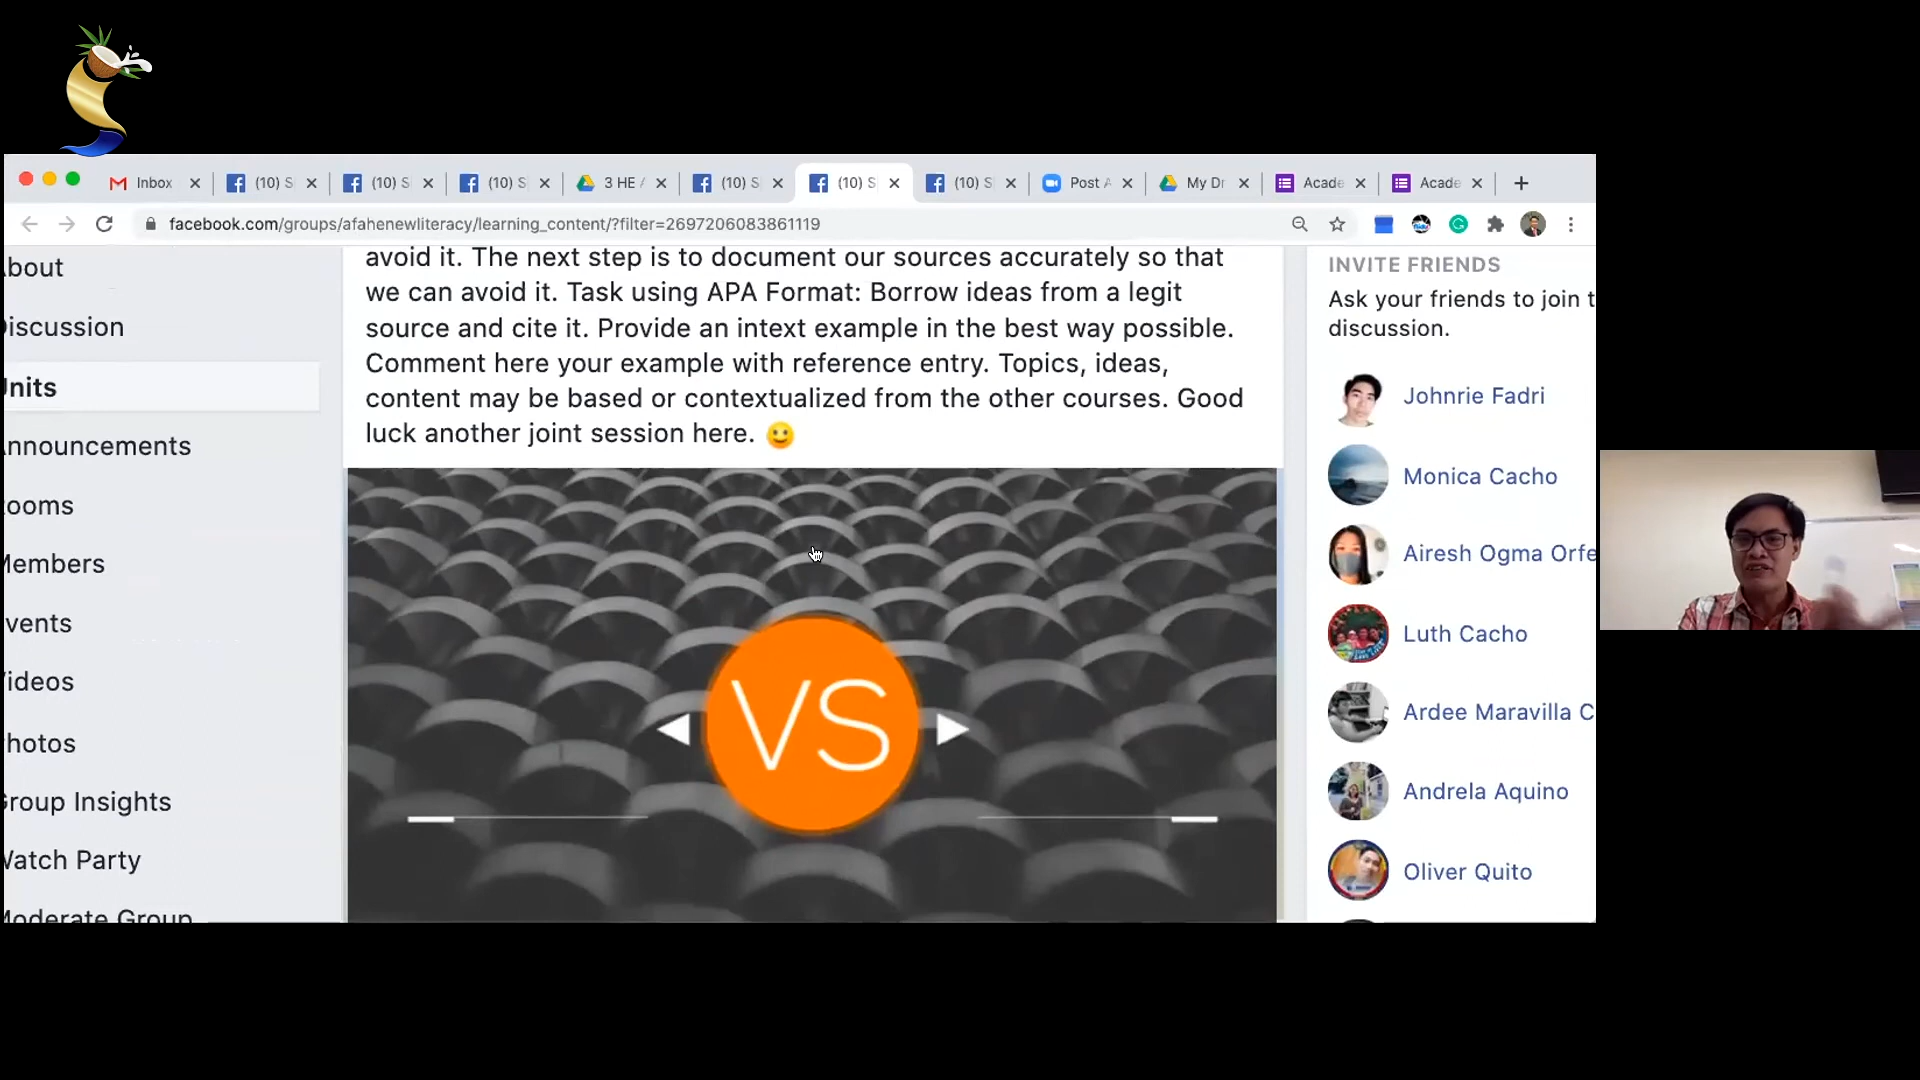 Inbox
(10) S
(10) S
(10) S
3 HE /
(10) S
(10) S
(10) S
Post A
My Dr
Acade
Acade
facebook.com/groups/afahenewliteracy/learning_content/?filter=2697206083861119
bout
iscussion
nits
nnouncements
ooms
Members
vents
ideos
hotos
roup Insights
Watch Party
Moderate Group
avoid it. The next step is to document our sources accurately so that
we can avoid it. Task using APA Format: Borrow ideas from a legit
source and cite it. Provide an intext example in the best way possible.
Comment here your example with reference entry. Topics, ideas,
content may be based or contextualized from the other courses. Good
luck another joint session here. 🙂
VS
INVITE FRIENDS
Ask your friends to join t
discussion.
Johnrie Fadri
Monica Cacho
Airesh Ogma Orfe
Luth Cacho
Ardee Maravilla C
Andrela Aquino
Oliver Quito